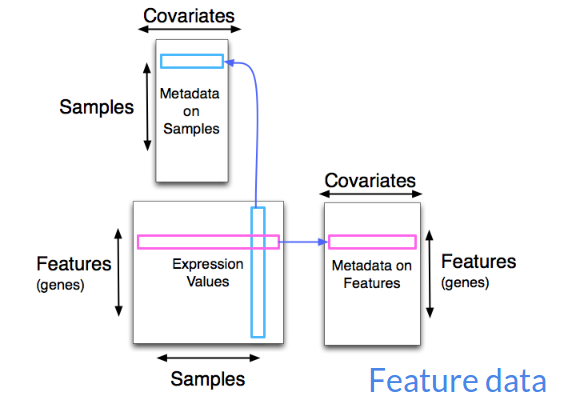 Covariates
Samples
Metadata
on
Samples
Covariates
Features
(genes)
Expression
Values
Metadata on
Features
Features
(genes)
Samples
Feature data